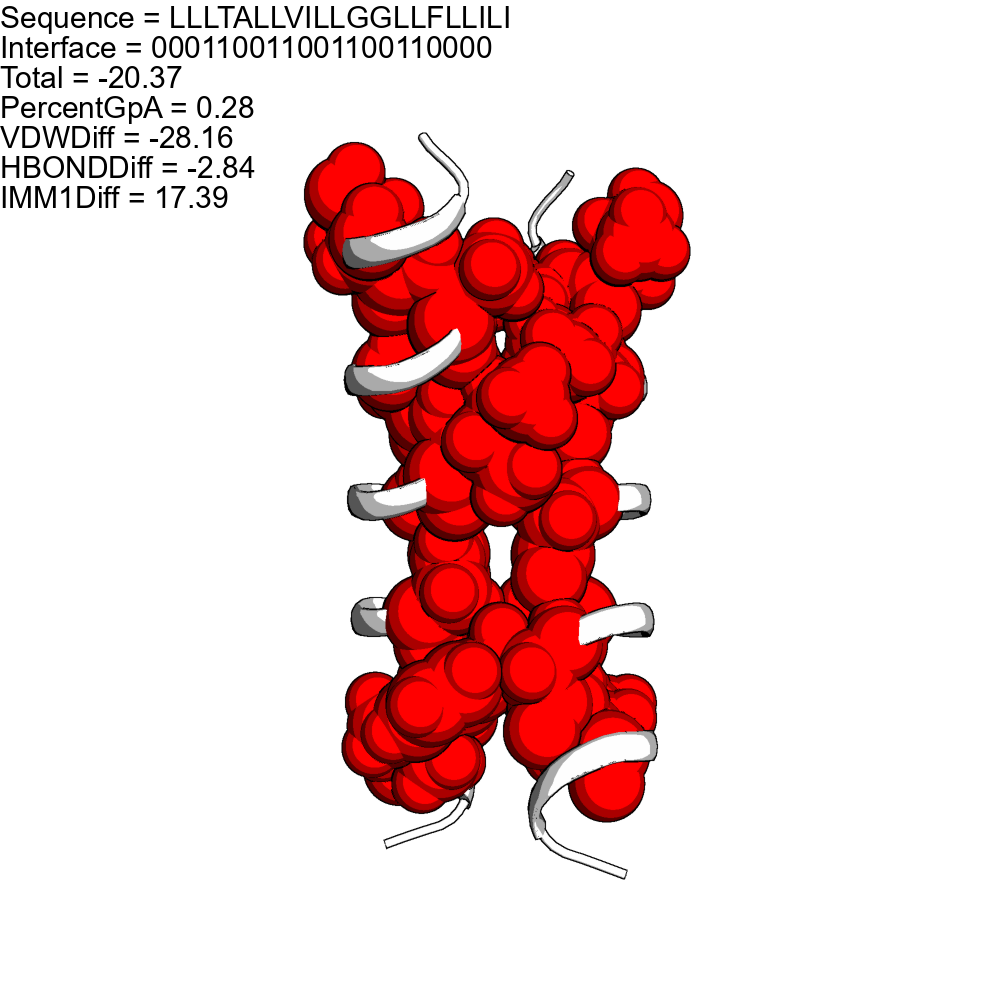 Sequence = LLLTALLVILLGGLLFLLILI
Interface = 000110011001100110000
Total = -20.37
PercentGpA = 0.28
VDWDiff = -28.16
HBONDDiff = -2.84
IMM1Diff = 17.39